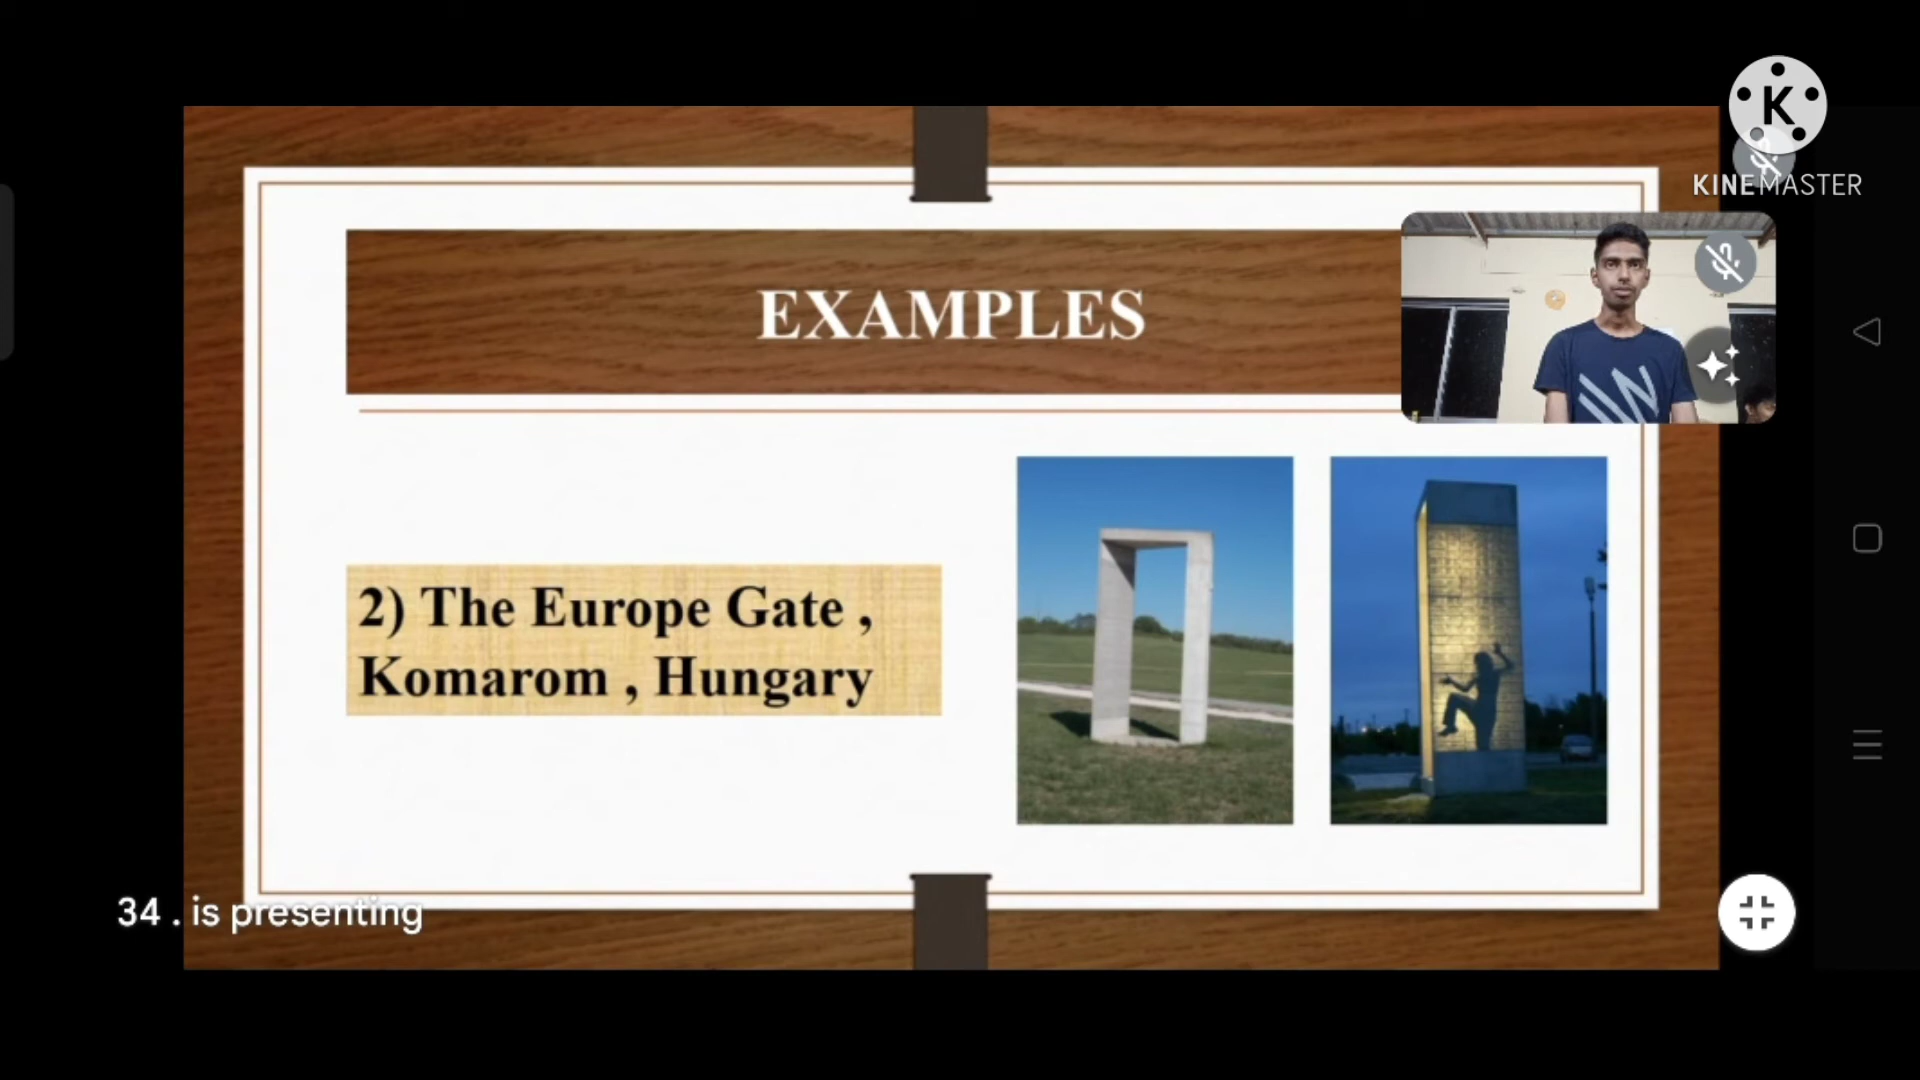 K
KINEMASTER
EXAMPLES
2) The Europe Gate ,
Komarom , Hungary
34 . is presenting